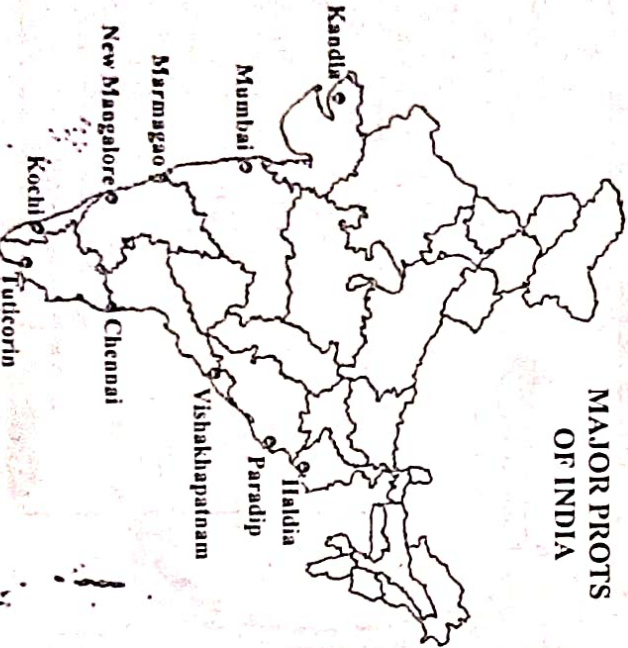 MAJOR PROTS
OF INDIA
Kandla
Mumbai
Marmagao
New Mangalore
Kochi
Tuticorin
Chennai
Vishakhapatnam
Paradip
Haldia